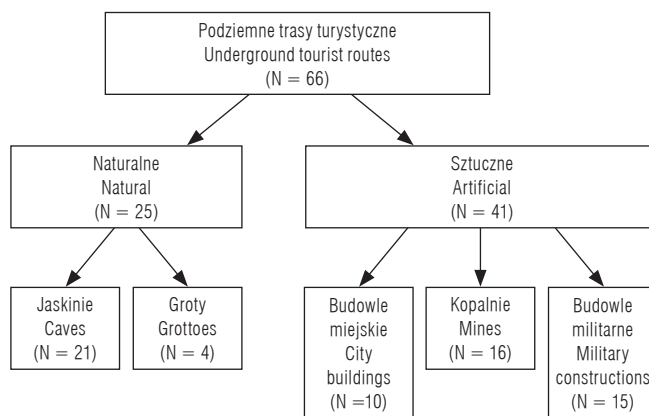 Podziemne trasy turystyczne
Underground tourist routes
(N = 66)
Naturalne
Natural
(N = 25)
Sztuczne
Artificial
(N = 41)
Jaskinie
Caves
(N = 21)
Groty
Grottoes
(N = 4)
Budowle
miejskie
City
buildings
(N =10)
Kopalnie
Mines
(N = 16)
Budowle
militarne
Military
constructions
(N = 15)